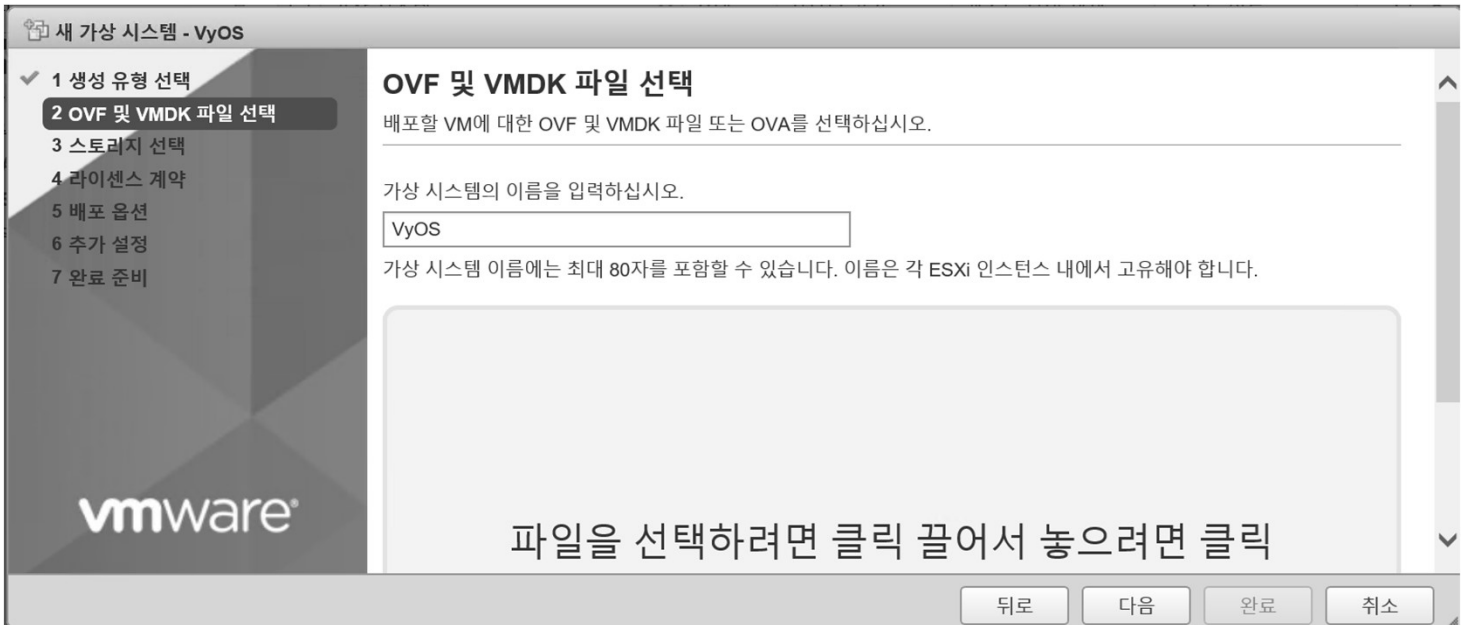 새 가상 시스템 - VyOS
1 생성 유형 선택
2 OVF 및 VMDK 파일 선택
3 스토리지 선택
4 라이센스 계약
5 배포 옵션
6 추가 설정
7 완료 준비
vmware®
OVF 및 VMDK 파일 선택
배포할 VM에 대한 OVF 및 VMDK 파일 또는 OVA를 선택하십시오.
가상 시스템의 이름을 입력하십시오.
VyOS
가상 시스템 이름에는 최대 80자를 포함할 수 있습니다. 이름은 각 ESXi 인스턴스 내에서 고유해야 합니다.
파일을 선택하려면 클릭 끌어서 놓으려면 클릭
뒤로
다음
완료
취소